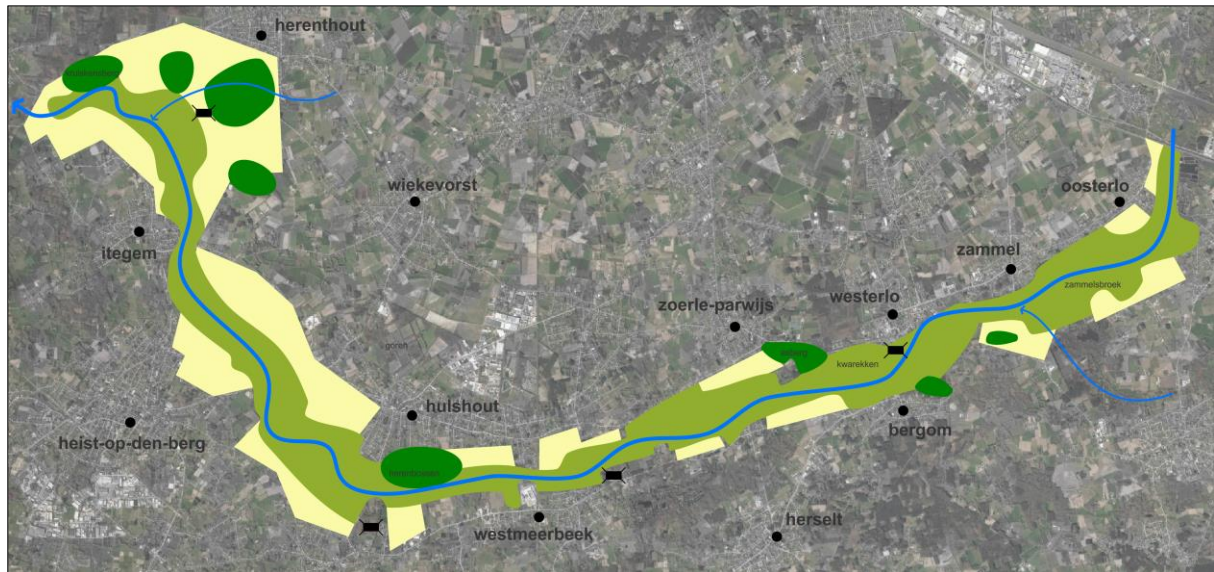 herenthout
wiekevorst
oosterlo
itegem
zammel
zammelsbroek
westerlo
zoerle-parwijs
kwarekken
hulshout
bergom
heist-op-den-berg
westmeerbeek
herselt